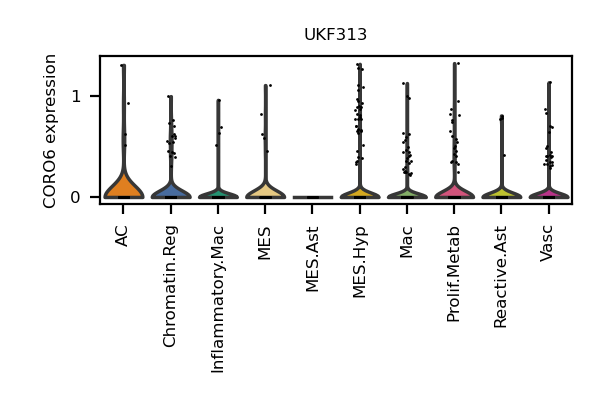 UKF313
CORO6 expression
1
0
AC
Chromatin.Reg
Inflammatory.Mac
MES
MES.Ast
MES.Hyp
Mac
Prolif.Metab
Reactive.Ast
Vasc